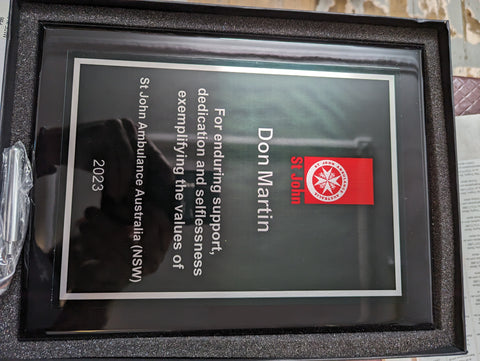 St John
Don Martin
For enduring support,
dedication and selflessness
exemplifying the values of
St John Ambulance Australia (NSW)
2023